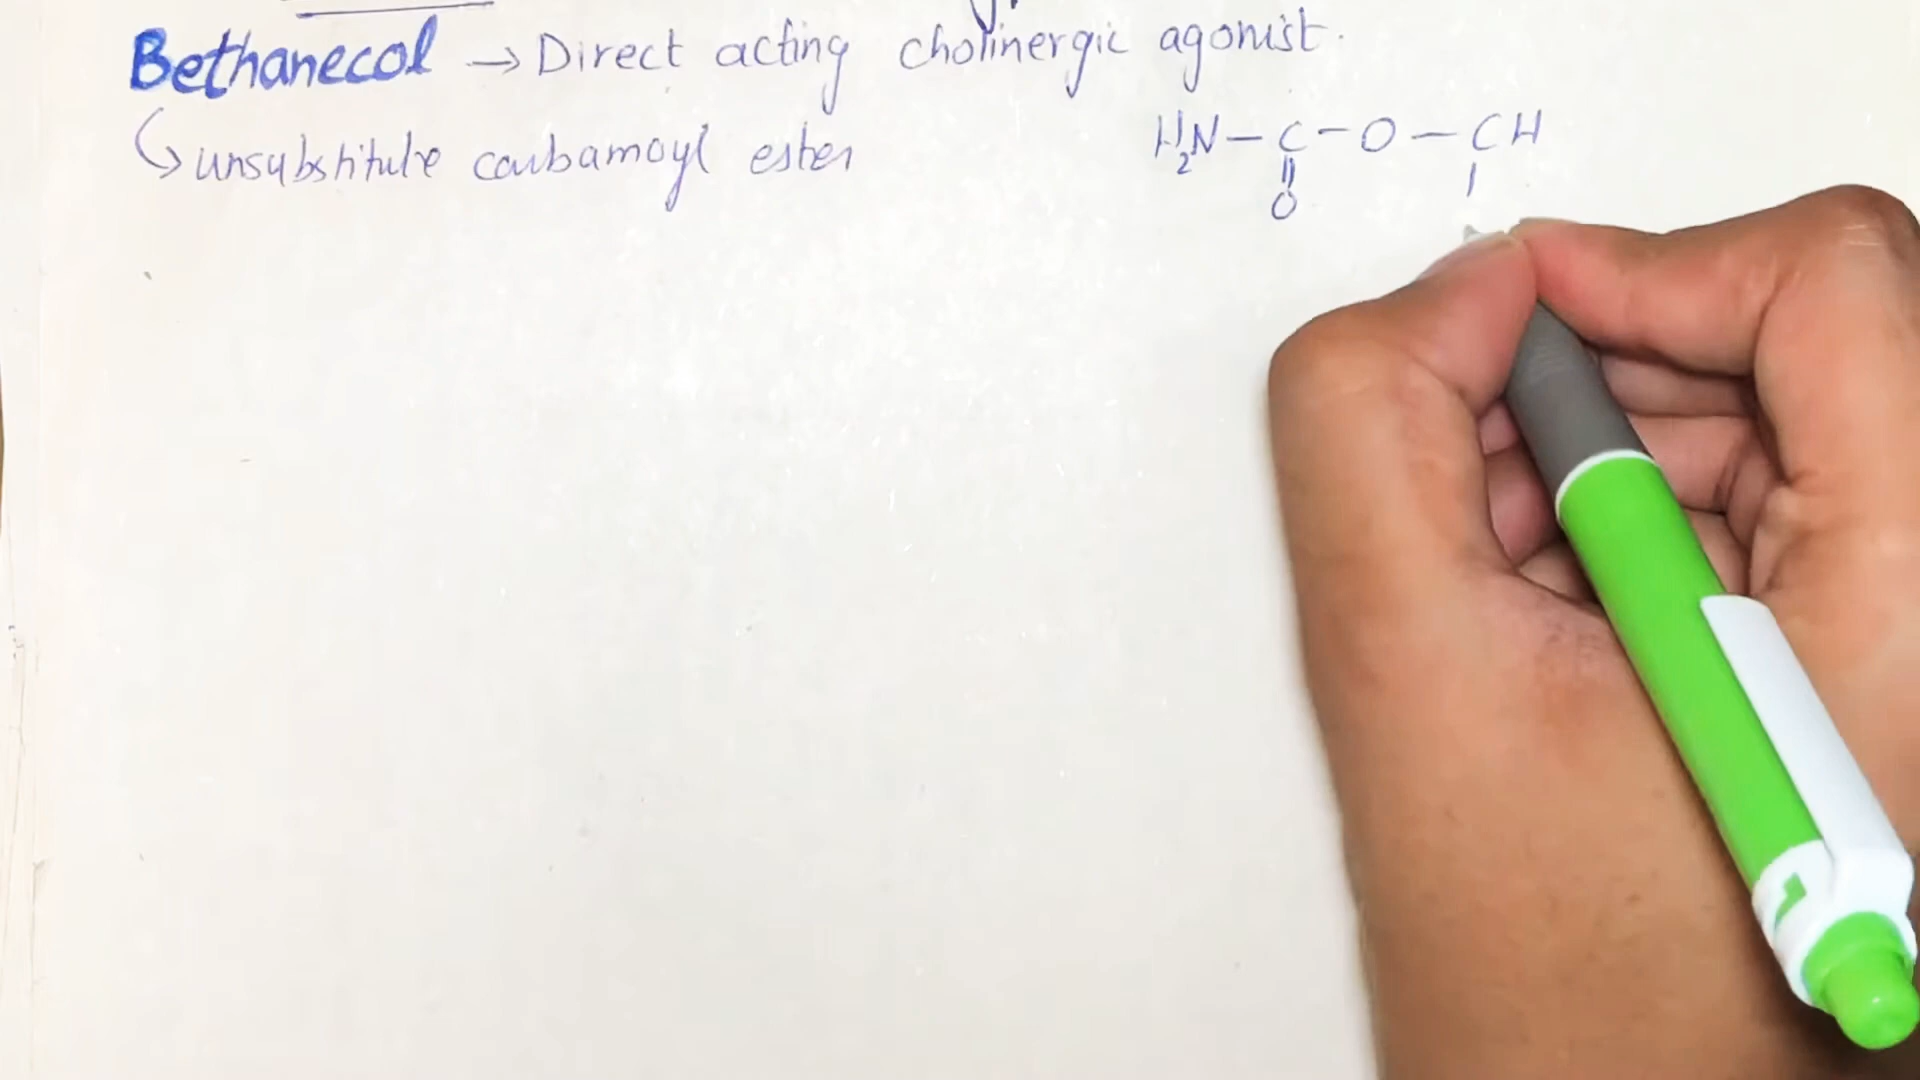 Bethanecol → Direct acting cholinergic agonist.
↳ unsubstitute carbamoyl ester
H₂N – C – O – CH
||
O